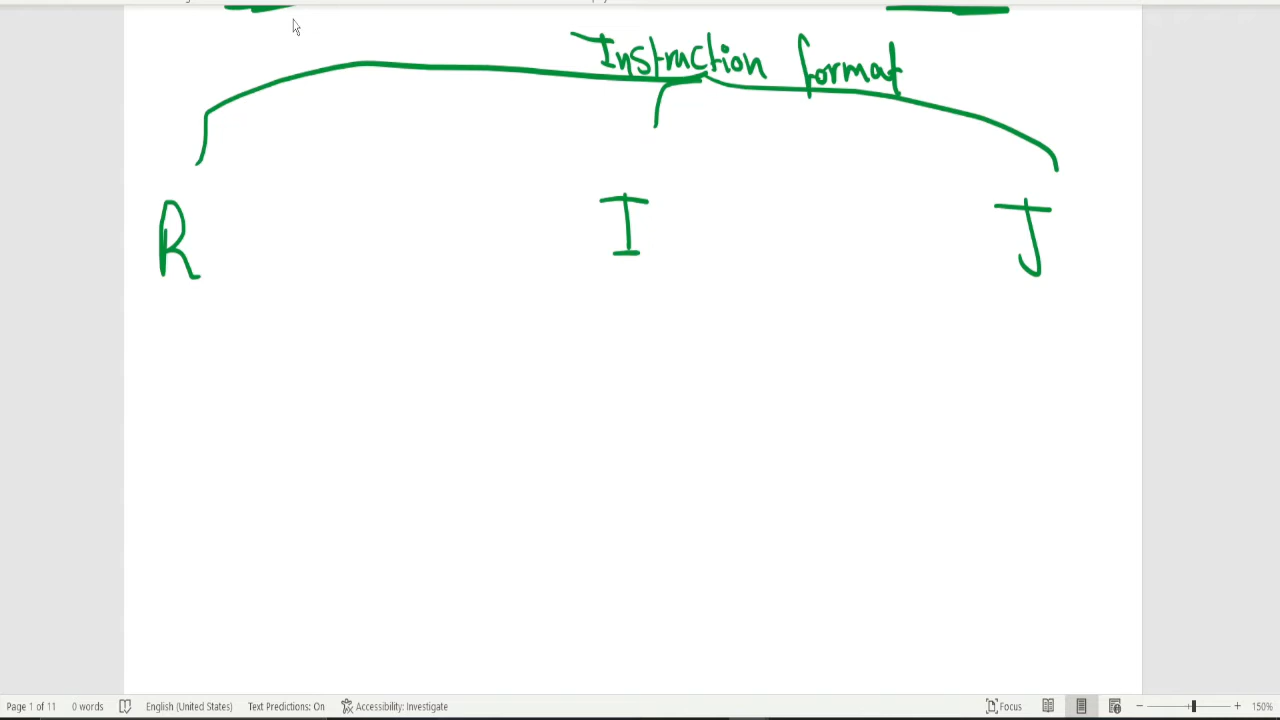 Instruction format
R I J
Page 1 of 11 0 words English (United States) Text Predictions: On Accessibility: Investigate Focus 150%